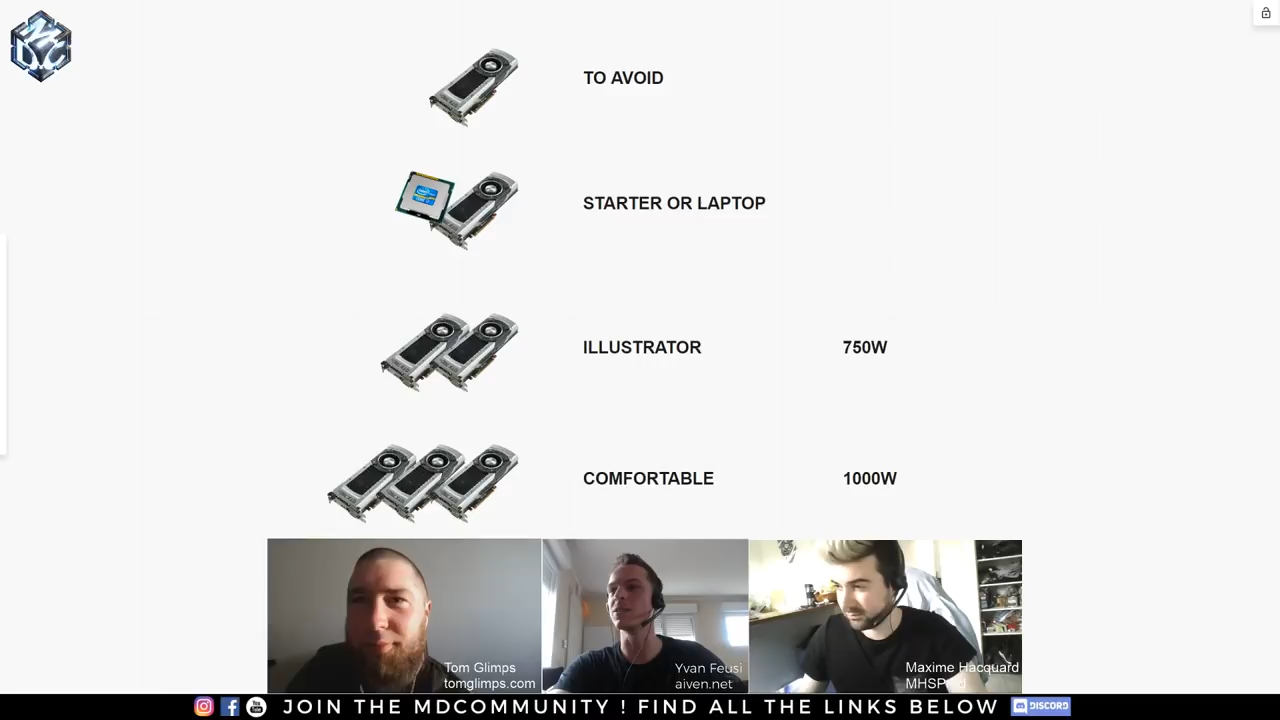 TO AVOID
STARTER OR LAPTOP
ILLUSTRATOR 750W
COMFORTABLE 1000W
Tom Glimps
tomglimps.com
Yvan Feusi
aiven.net
Maxime Hacquard
JOIN THE MDCOMMUNITY ! FIND ALL THE LINKS BELOW DISCORD